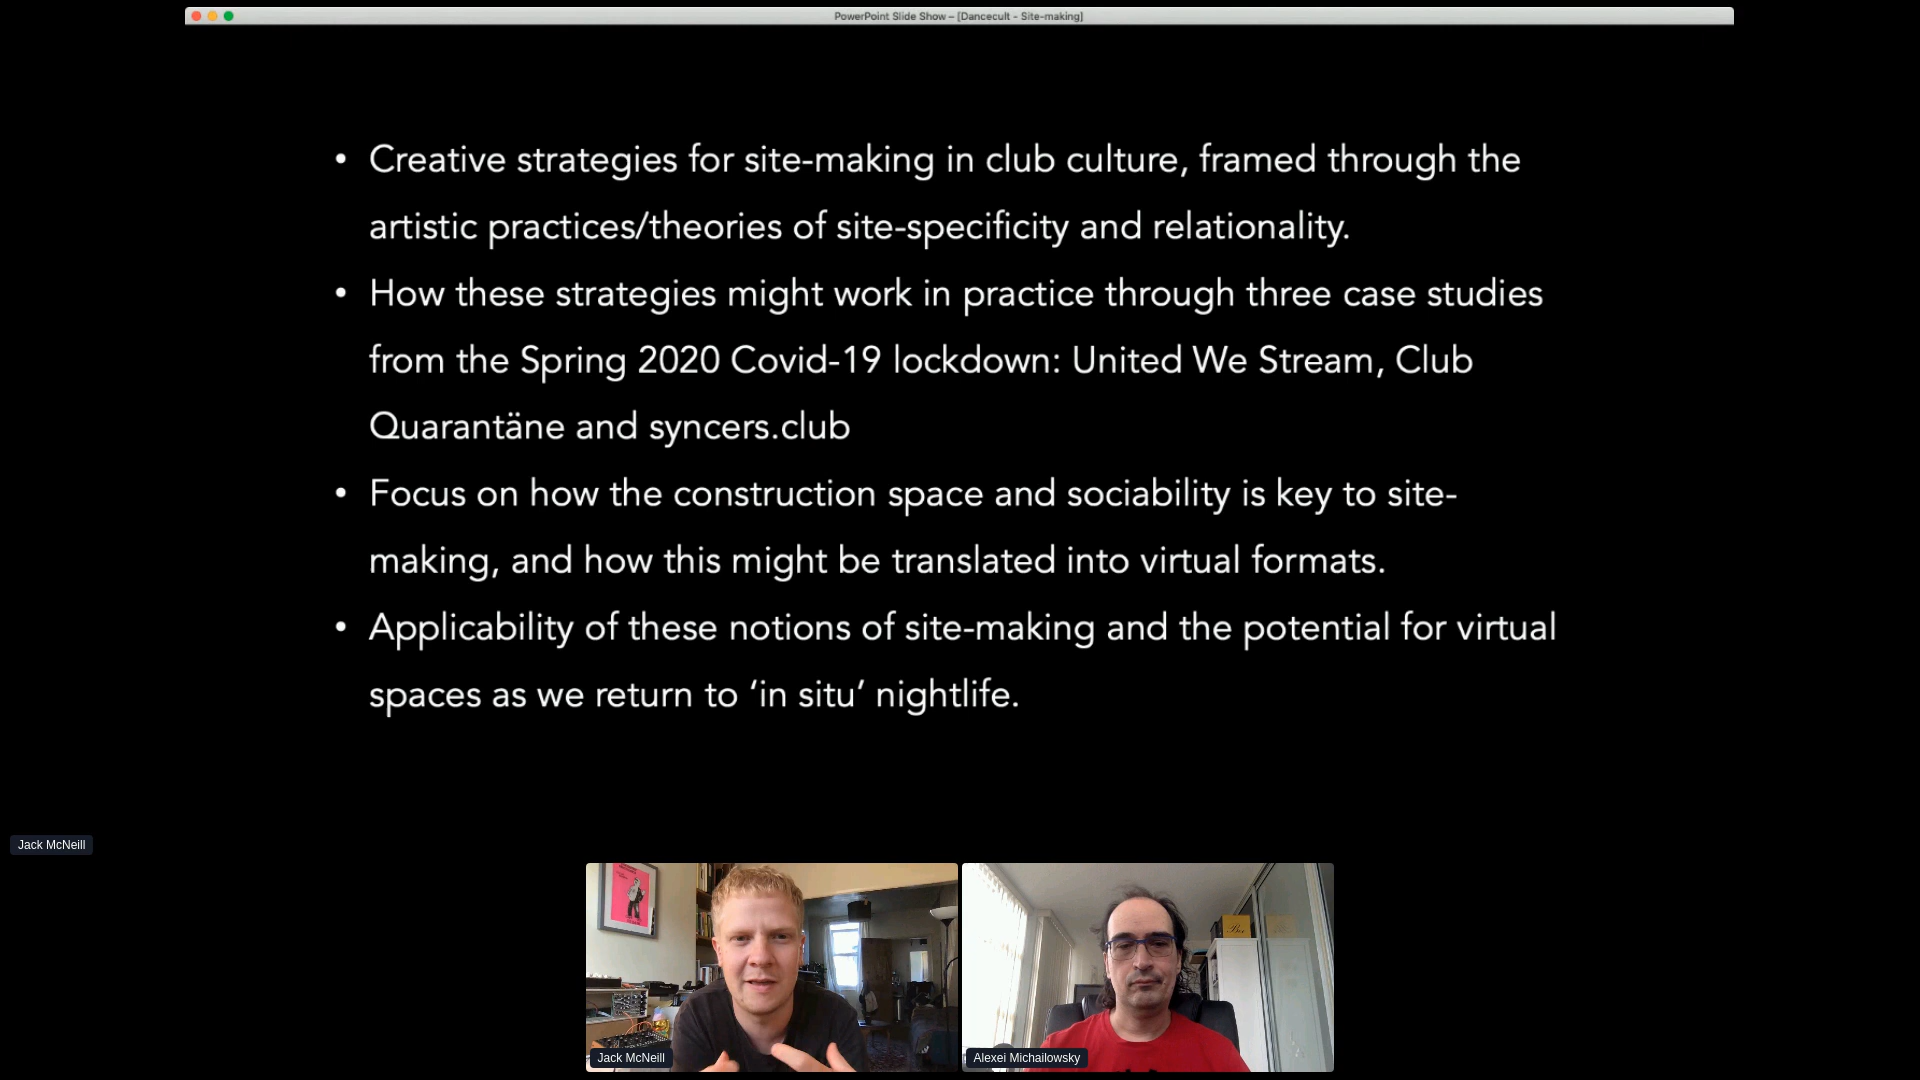 PowerPoint Slide Show – [Dancecult - Site-making]
• Creative strategies for site-making in club culture, framed through the
artistic practices/theories of site-specificity and relationality.
• How these strategies might work in practice through three case studies
from the Spring 2020 Covid-19 lockdown: United We Stream, Club
Quarantäne and syncers.club
• Focus on how the construction space and sociability is key to site-
making, and how this might be translated into virtual formats.
• Applicability of these notions of site-making and the potential for virtual
spaces as we return to ‘in situ’ nightlife.
Jack McNeill
Jack McNeill
Alexei Michailowsky